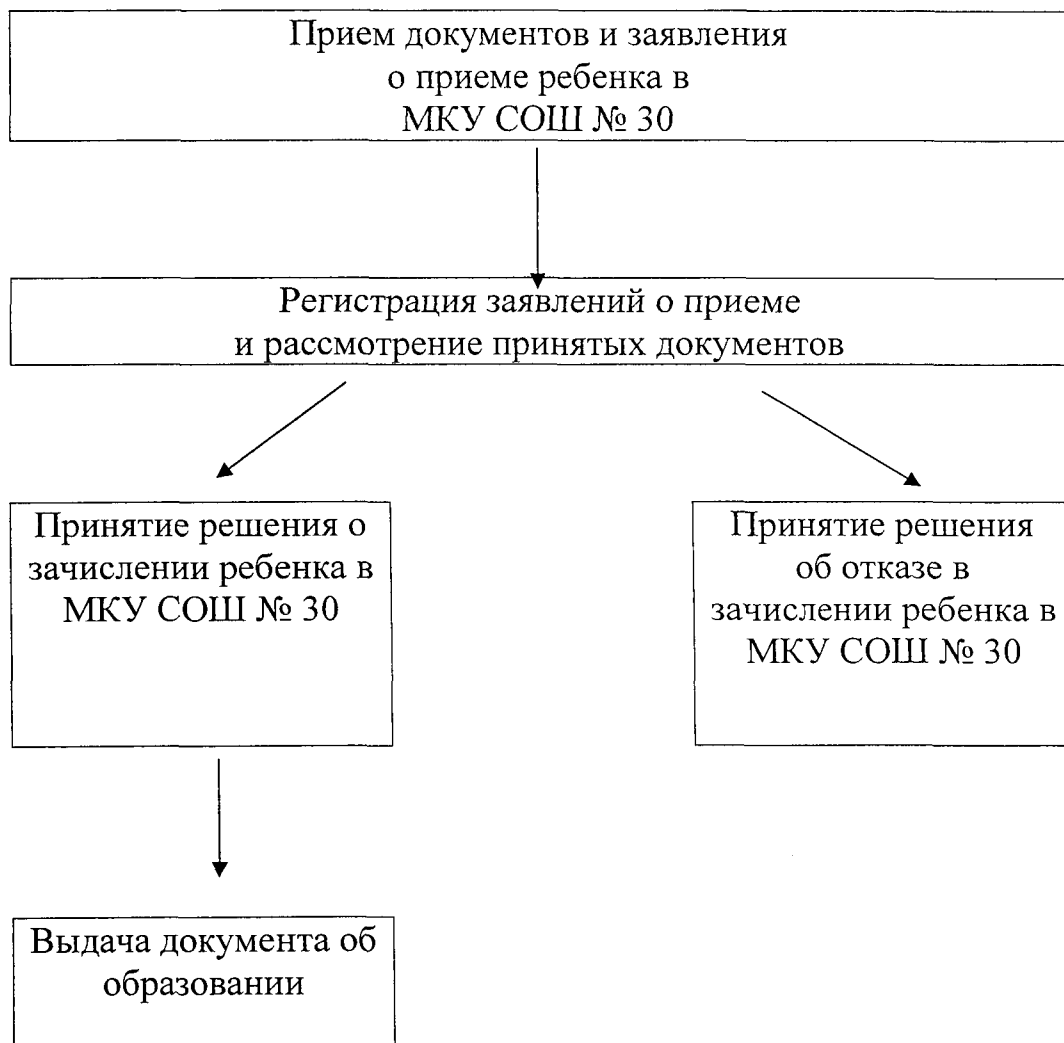 Прием документов и заявления
о приеме ребенка в
МКУ СОШ № 30
Регистрация заявлений о приеме
и рассмотрение принятых документов
Принятие решения о
зачислении ребенка в
МКУ СОШ № 30
Принятие решения
об отказе в
зачислении ребенка в
МКУ СОШ № 30
Выдача документа об
образовании